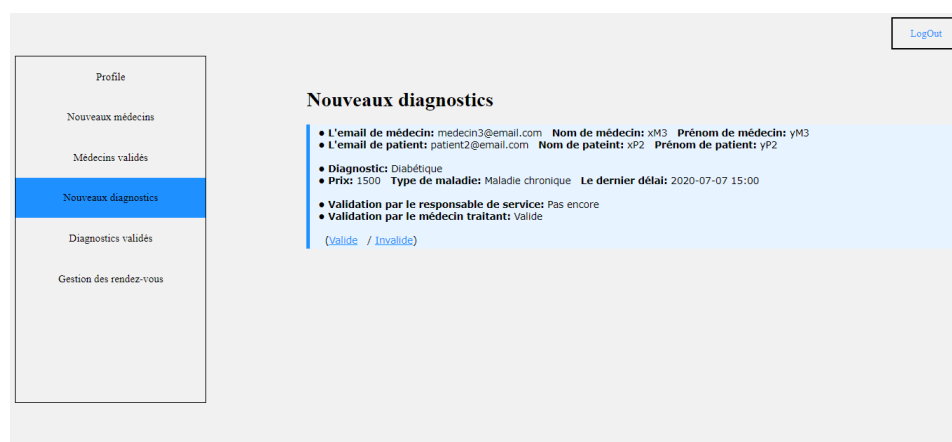 LogOut
Profile
Nouveaux médecins
Médecins validés
Nouveaux diagnostics
Diagnostics validés
Gestion des rendez-vous
Nouveaux diagnostics
● L'email de médecin: medecin3@email.com Nom de médecin: xM3 Prénom de médecin: yM3
● L'email de patient: patient2@email.com Nom de pateint: xP2 Prénom de patient: yP2
● Diagnostic: Diabétique
● Prix: 1500 Type de maladie: Maladie chronique Le dernier délai: 2020-07-07 15:00
● Validation par le responsable de service: Pas encore
● Validation par le médecin traitant: Valide
(Valide / Invalide)